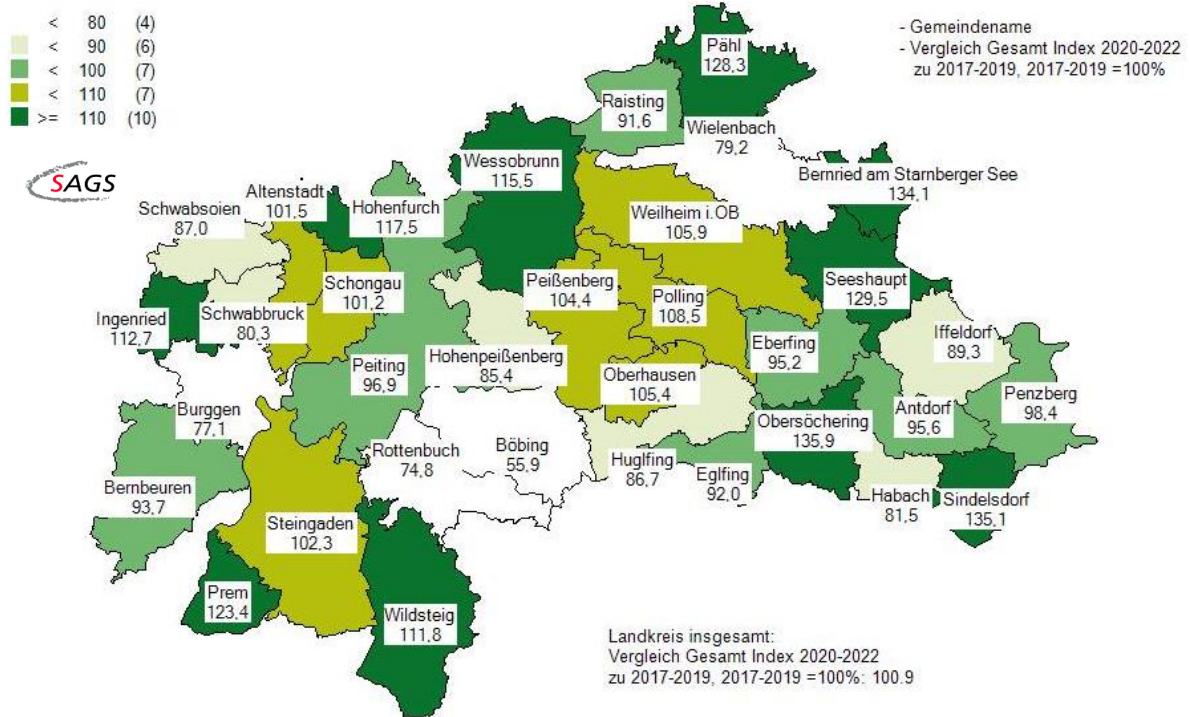 < 80 (4)
< 90 (6)
< 100 (7)
< 110 (7)
>= 110 (10)
SAGS
- Gemeindename
- Vergleich Gesamt Index 2020-2022
zu 2017-2019, 2017-2019 =100%
Pähl
128,3
Raisting
91,6
Wielenbach
79,2
Wessobrunn
115,5
Bernried am Starnberger See
134,1
Altenstadt
101,5
Hohenfurch
117,5
Schwabsoien
87,0
Weilheim i.OB
105,9
Schongau
101,2
Peißenberg
104,4
Polling
108,5
Seeshaupt
129,5
Ingenried
112,7
Schwabbruck
80,3
Iffeldorf
89,3
Eberfing
95,2
Peiting
96,9
Hohenpeißenberg
85,4
Oberhausen
105,4
Penzberg
98,4
Antdorf
95,6
Burggen
77,1
Obersöchering
135,9
Rottenbuch
74,8
Böbing
55,9
Huglfing
86,7
Eglfing
92,0
Habach
81,5
Sindelsdorf
135,1
Bernbeuren
93,7
Steingaden
102,3
Prem
123,4
Wildsteig
111,8
Landkreis insgesamt:
Vergleich Gesamt Index 2020-2022
zu 2017-2019, 2017-2019 =100%: 100.9